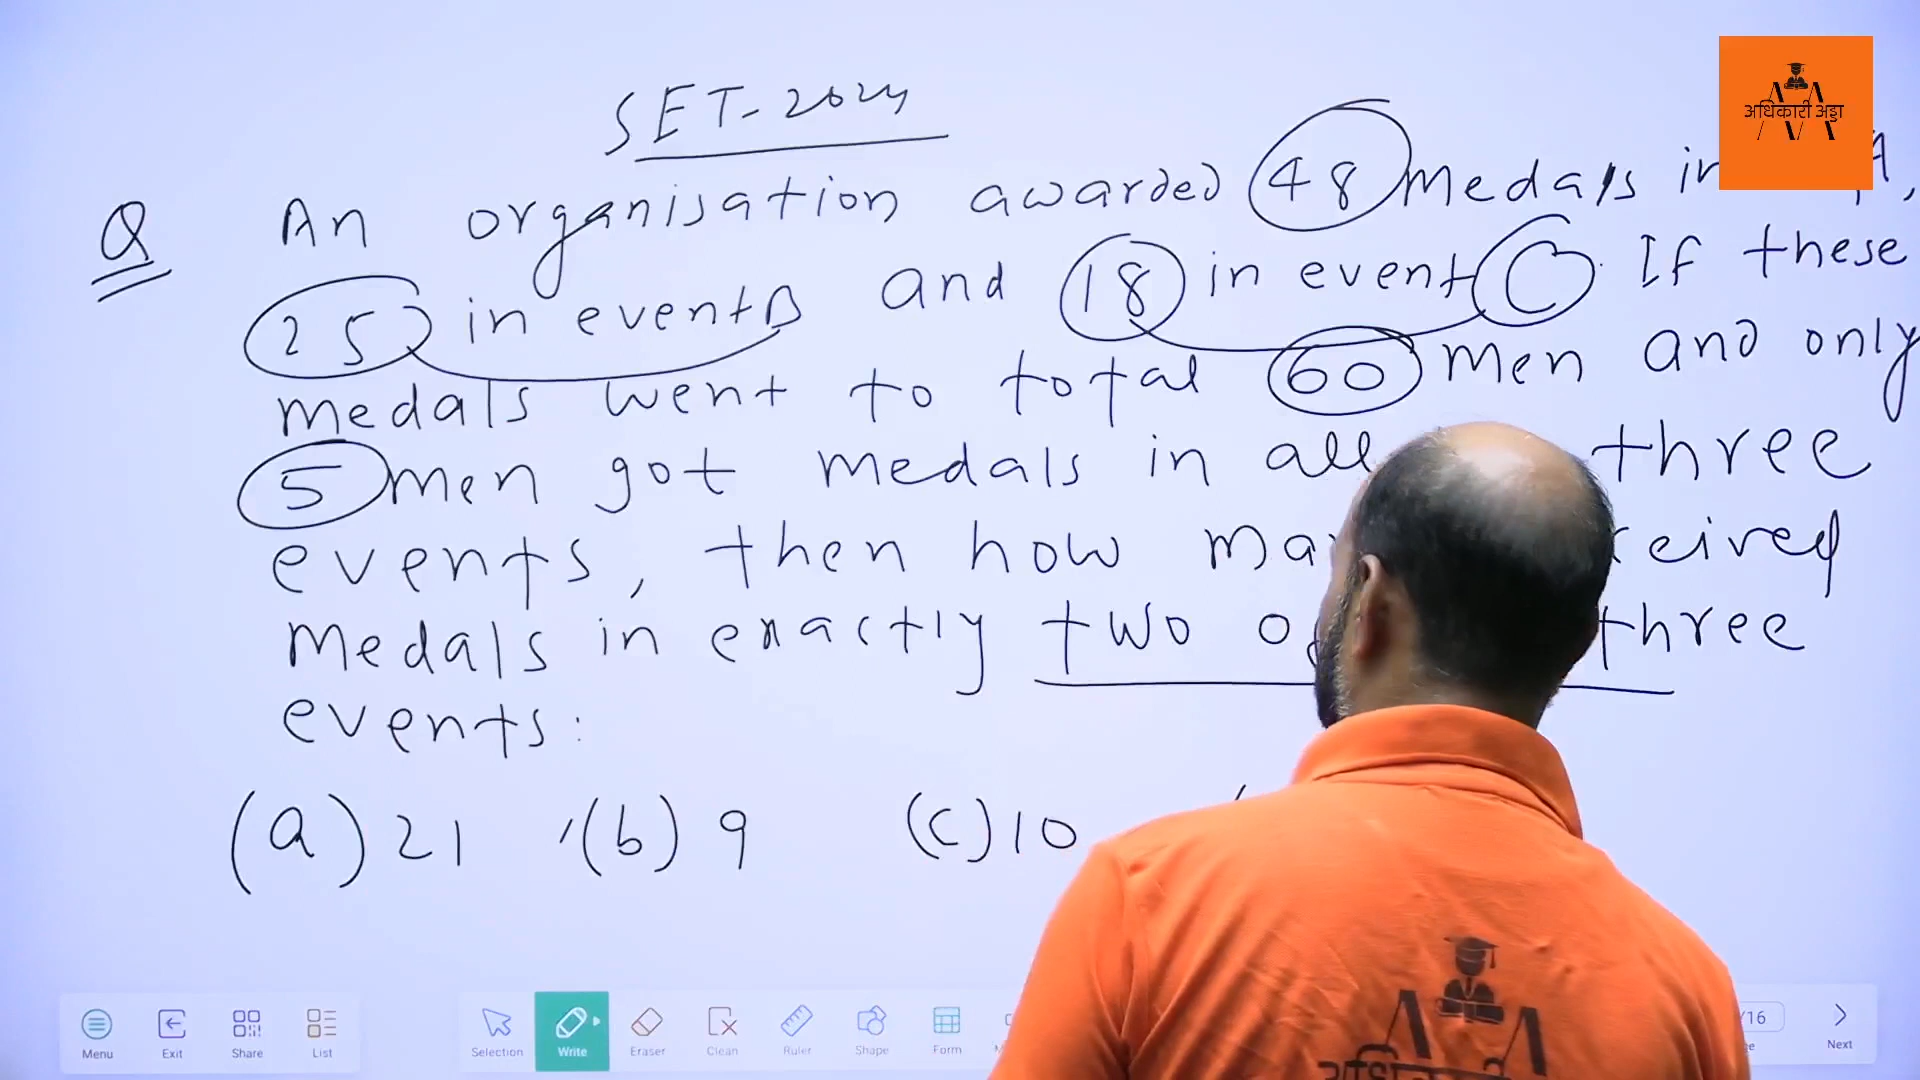 SET-2024
अधिकारी अड्डा
Q An organisation awarded 48 medals in A,
25 in event B and 18 in event C. If these
medals went to total 60 men and only
5 men got medals in all three
events, then how
medals in exactly two three
events:
(a) 21 (b) 9 (c) 10
Menu Exit Share List Selection Write Eraser Clean Ruler Shape Form /16 Next